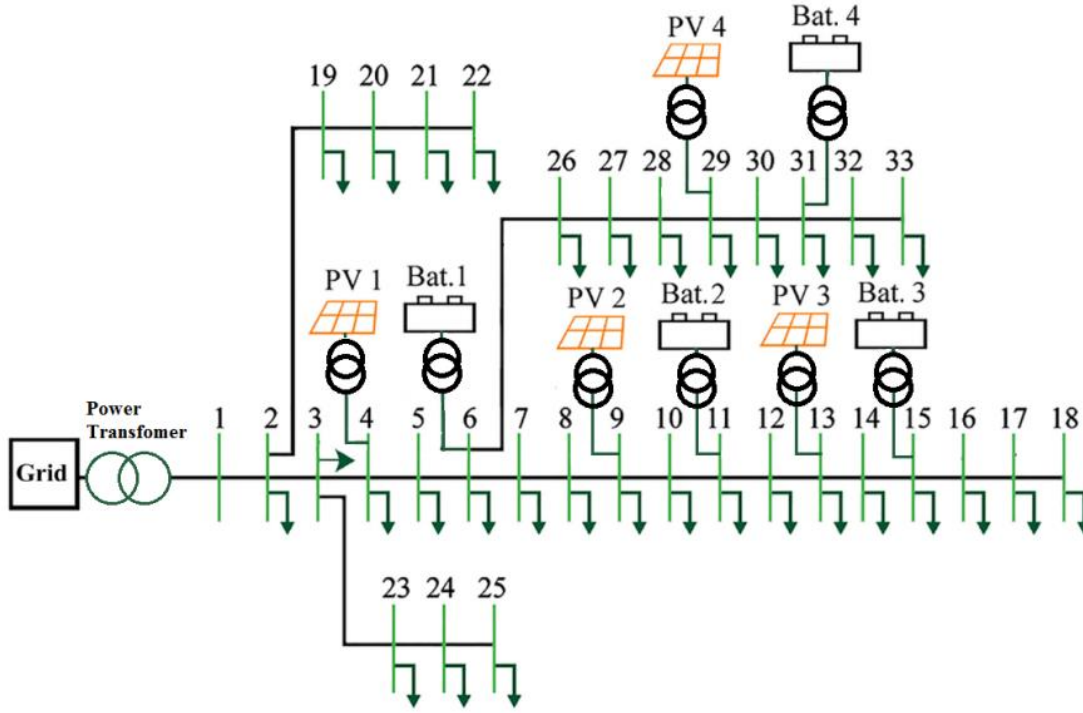 PV 4 Bat. 4
19 20 21 22
26 27 28 29 30 31 32 33
PV 1 Bat.1 PV 2 Bat.2 PV 3 Bat. 3
Power
Transfomer
1 2 3 4 5 6 7 8 9 10 11 12 13 14 15 16 17 18
Grid
23 24 25